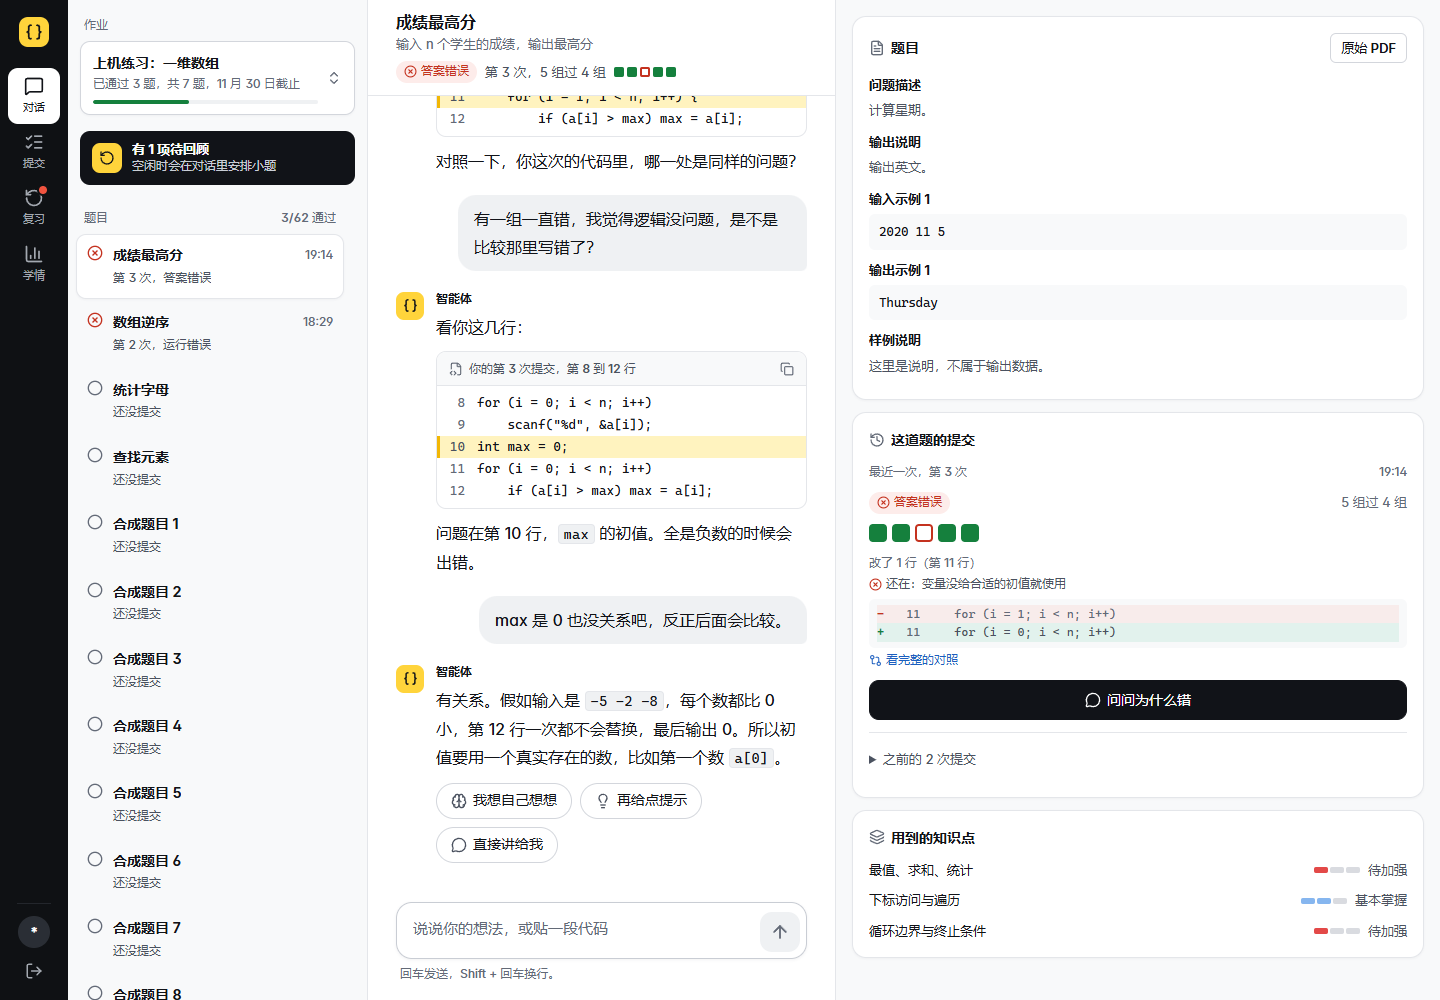 { }
对话
提交
复习
学情
*
作业
上机练习：一维数组
已通过 3 题，共 7 题，11 月 30 日截止
有 1 项待回顾
空闲时会在对话里安排小题
题目 3/62 通过
成绩最高分 19:14
第 3 次，答案错误
数组逆序 18:29
第 2 次，运行错误
统计字母
还没提交
查找元素
还没提交
合成题目 1
还没提交
合成题目 2
还没提交
合成题目 3
还没提交
合成题目 4
还没提交
合成题目 5
还没提交
合成题目 6
还没提交
合成题目 7
还没提交
合成题目 8
成绩最高分
输入 n 个学生的成绩，输出最高分
答案错误 第 3 次，5 组过 4 组
11 for (i = 1; i < n; i++) {
12 if (a[i] > max) max = a[i];
对照一下，你这次的代码里，哪一处是同样的问题？
有一组一直错，我觉得逻辑没问题，是不是
比较那里写错了？
{ } 智能体
看你这几行：
你的第 3 次提交，第 8 到 12 行
8 for (i = 0; i < n; i++)
9 scanf("%d", &a[i]);
10 int max = 0;
11 for (i = 0; i < n; i++)
12 if (a[i] > max) max = a[i];
问题在第 10 行，max 的初值。全是负数的时候会
出错。
max 是 0 也没关系吧，反正后面会比较。
{ } 智能体
有关系。假如输入是 -5 -2 -8，每个数都比 0
小，第 12 行一次都不会替换，最后输出 0。所以初
值要用一个真实存在的数，比如第一个数 a[0]。
我想自己想想
再给点提示
直接讲给我
说说你的想法，或贴一段代码
回车发送，Shift + 回车换行。
题目 原始 PDF
问题描述
计算星期。
输出说明
输出英文。
输入示例 1
2020 11 5
输出示例 1
Thursday
样例说明
这里是说明，不属于输出数据。
这道题的提交
最近一次，第 3 次 19:14
答案错误 5 组过 4 组
改了 1 行（第 11 行）
还在：变量没给合适的初值就使用
- 11 for (i = 1; i < n; i++)
+ 11 for (i = 0; i < n; i++)
看完整的对照
问问为什么错
之前的 2 次提交
用到的知识点
最值、求和、统计 待加强
下标访问与遍历 基本掌握
循环边界与终止条件 待加强